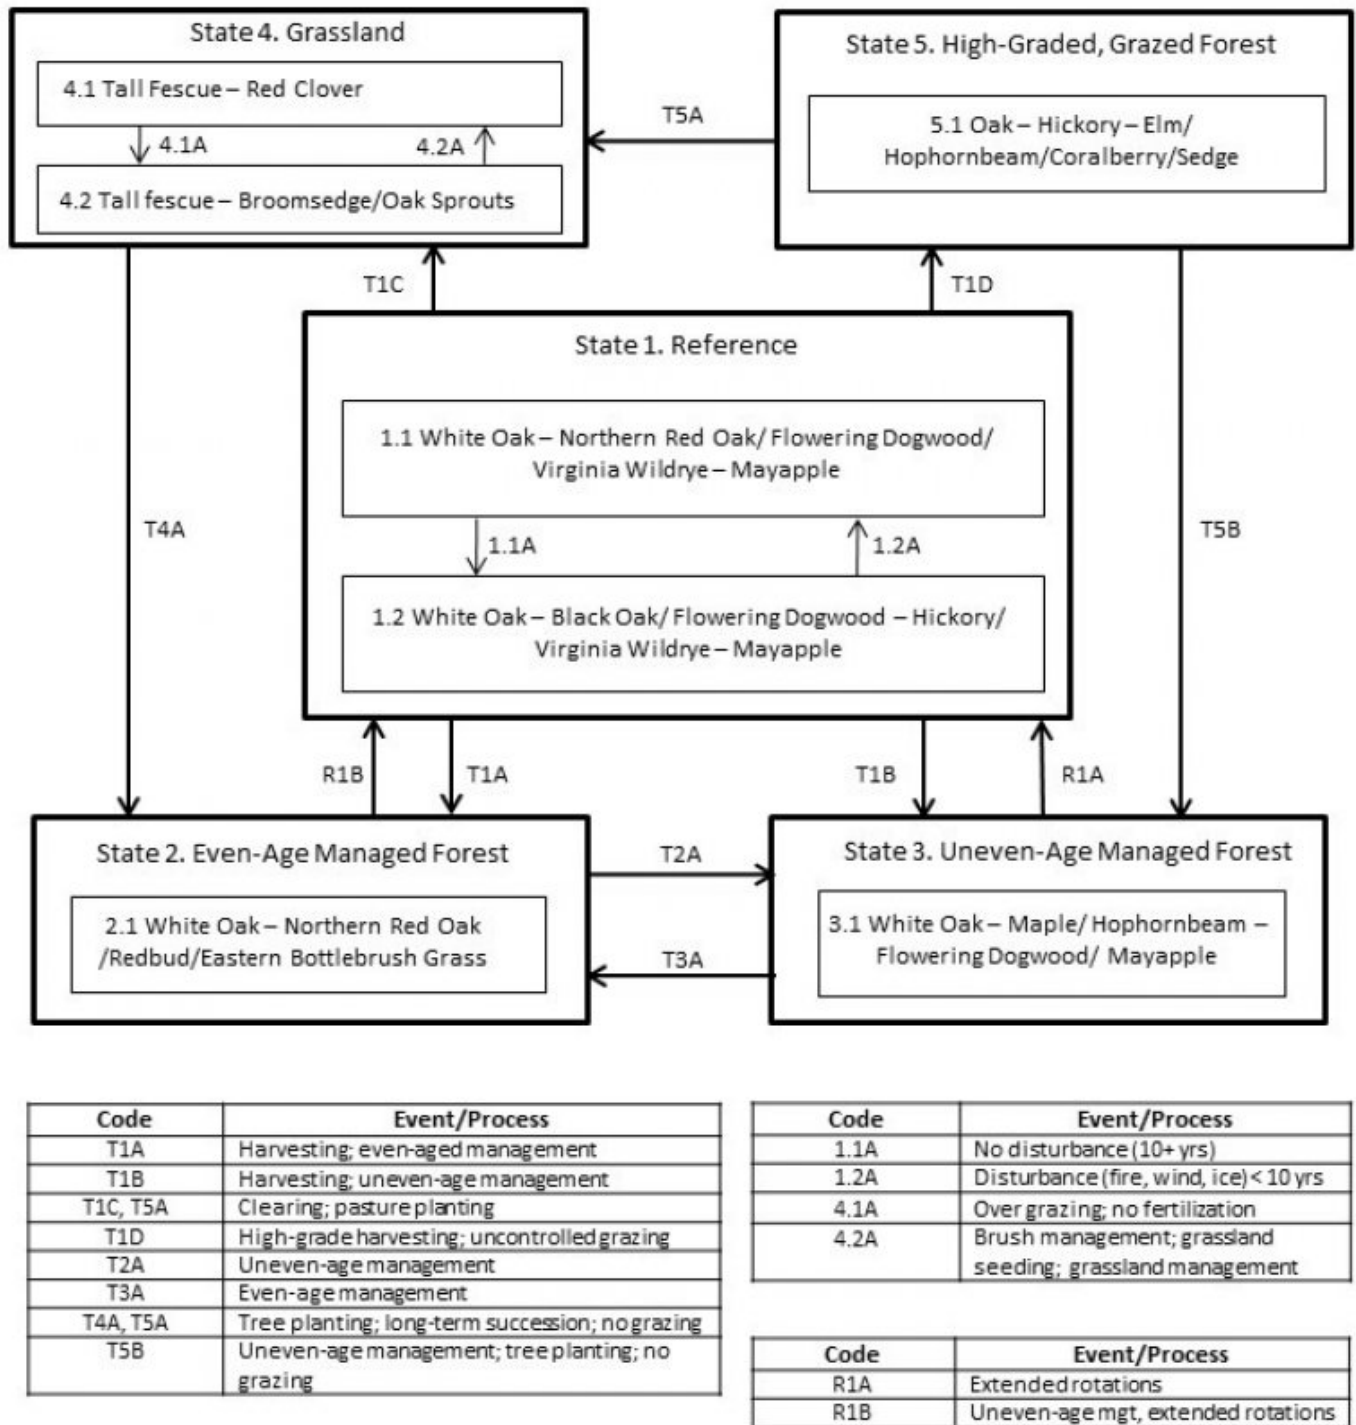 State 4. Grassland
4.1 Tall Fescue – Red Clover
4.1A
4.2A
4.2 Tall fescue – Broomsedge/Oak Sprouts
T5A
State 5. High-Graded, Grazed Forest
5.1 Oak – Hickory – Elm/
Hophornbeam/Coralberry/Sedge
T1C
T1D
State 1. Reference
1.1 White Oak – Northern Red Oak/ Flowering Dogwood/
Virginia Wildrye – Mayapple
1.1A
1.2A
1.2 White Oak – Black Oak/ Flowering Dogwood – Hickory/
Virginia Wildrye – Mayapple
T4A
T5B
R1B
T1A
T1B
R1A
State 2. Even-Age Managed Forest
2.1 White Oak – Northern Red Oak
/Redbud/Eastern Bottlebrush Grass
T2A
T3A
State 3. Uneven-Age Managed Forest
3.1 White Oak – Maple/ Hophornbeam –
Flowering Dogwood/ Mayapple
Code Event/Process
T1A Harvesting; even-aged management
T1B Harvesting; uneven-age management
T1C, T5A Clearing; pasture planting
T1D High-grade harvesting; uncontrolled grazing
T2A Uneven-age management
T3A Even-age management
T4A, T5A Tree planting; long-term succession; no grazing
T5B Uneven-age management; tree planting; no
grazing
Code Event/Process
1.1A No disturbance (10+ yrs)
1.2A Disturbance (fire, wind, ice) < 10 yrs
4.1A Over grazing; no fertilization
4.2A Brush management; grassland
seeding; grassland management
Code Event/Process
R1A Extended rotations
R1B Uneven-age mgt, extended rotations